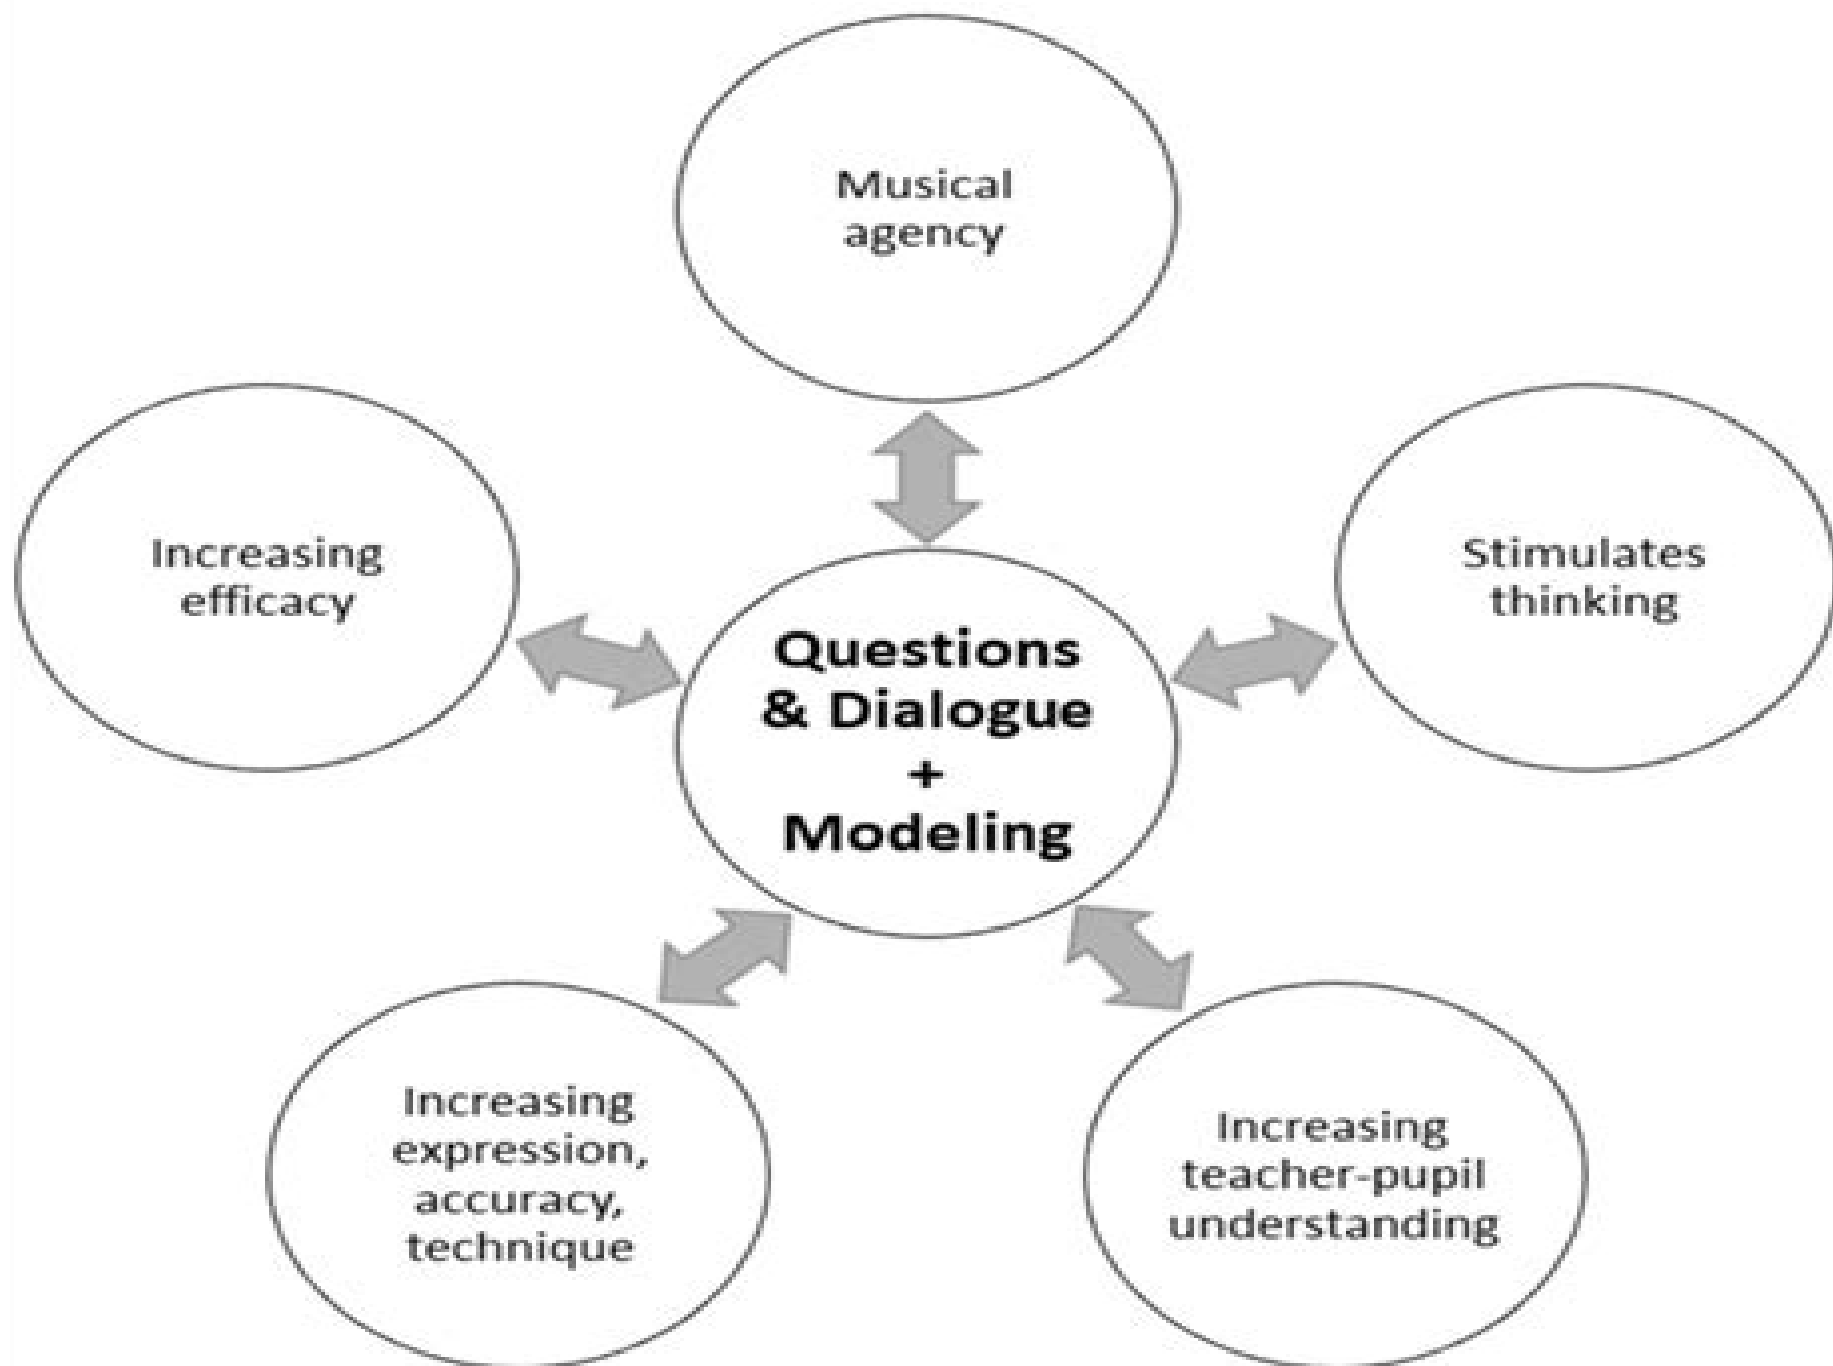 Musical
agency
Increasing
efficacy
Stimulates
thinking
Questions
& Dialogue
+
Modeling
Increasing
expression,
accuracy,
technique
Increasing
teacher-pupil
understanding